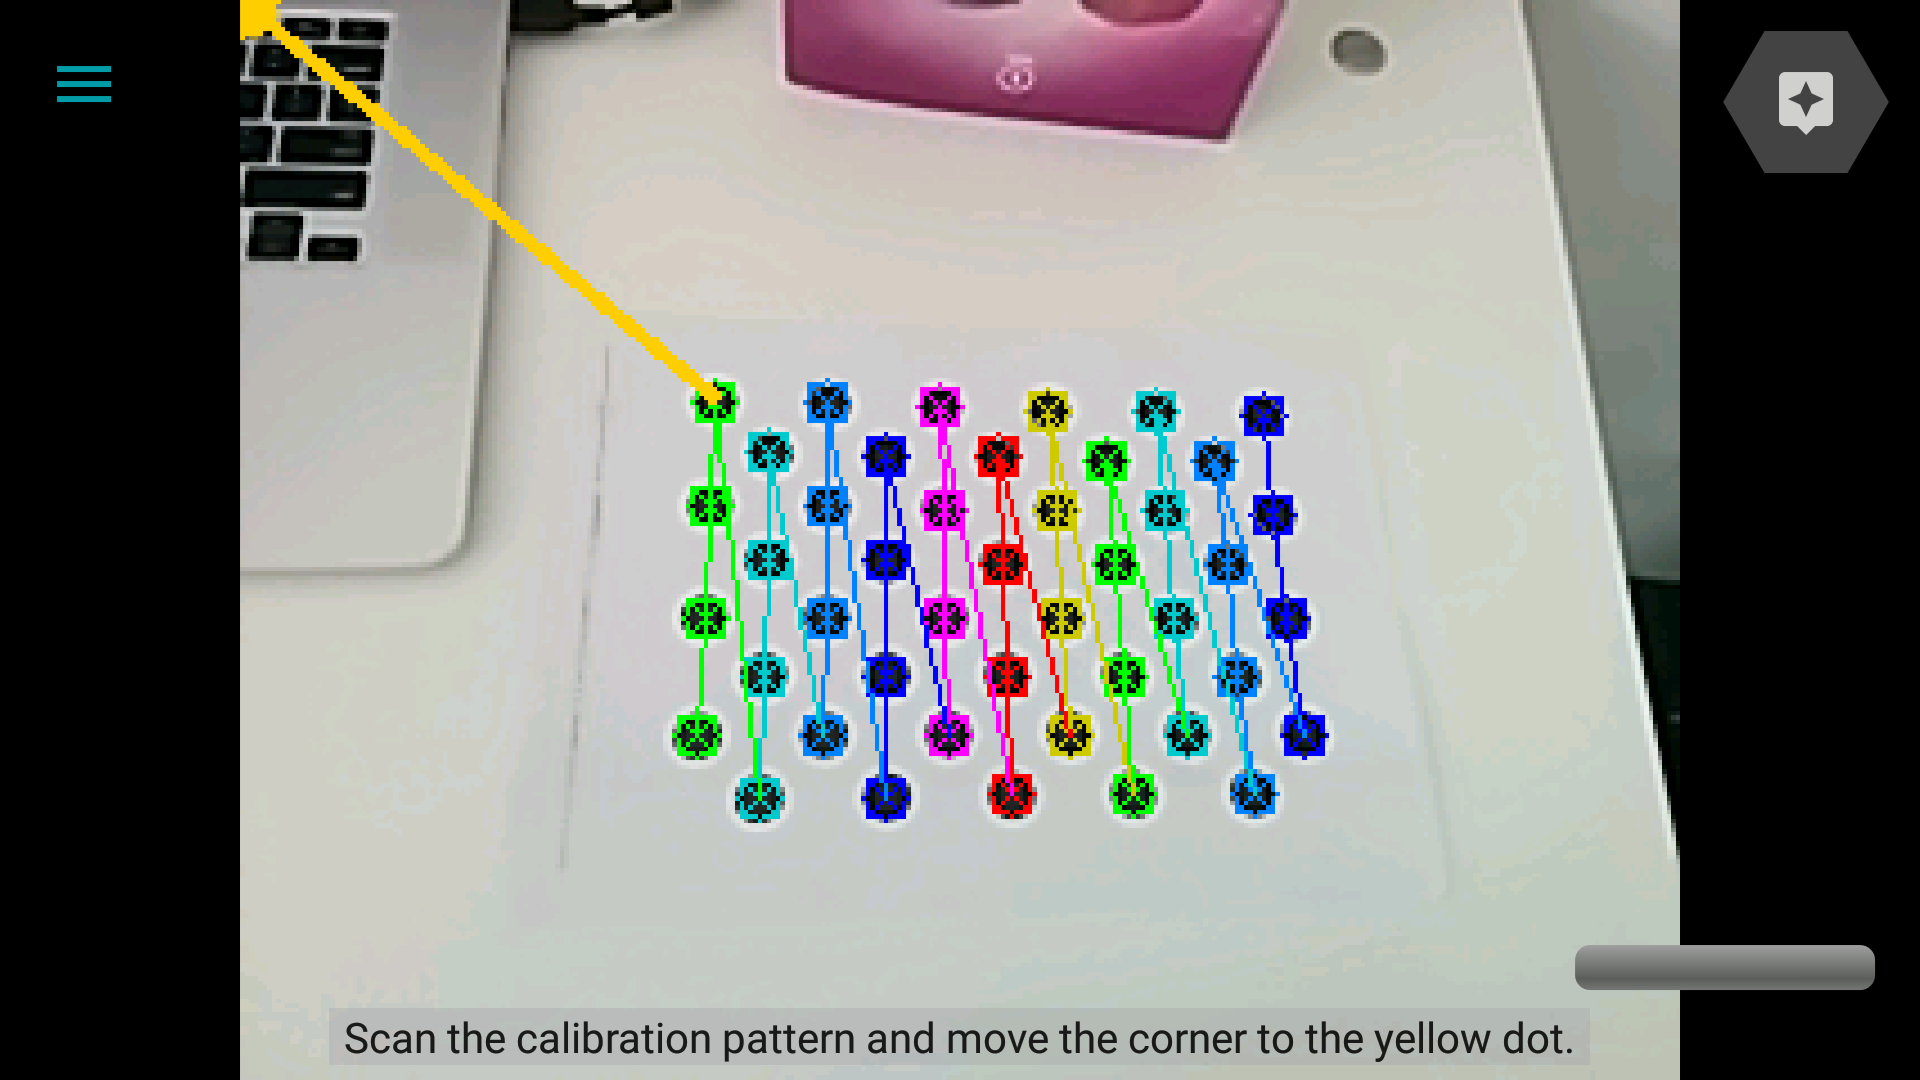 Scan the calibration pattern and move the corner to the yellow dot.